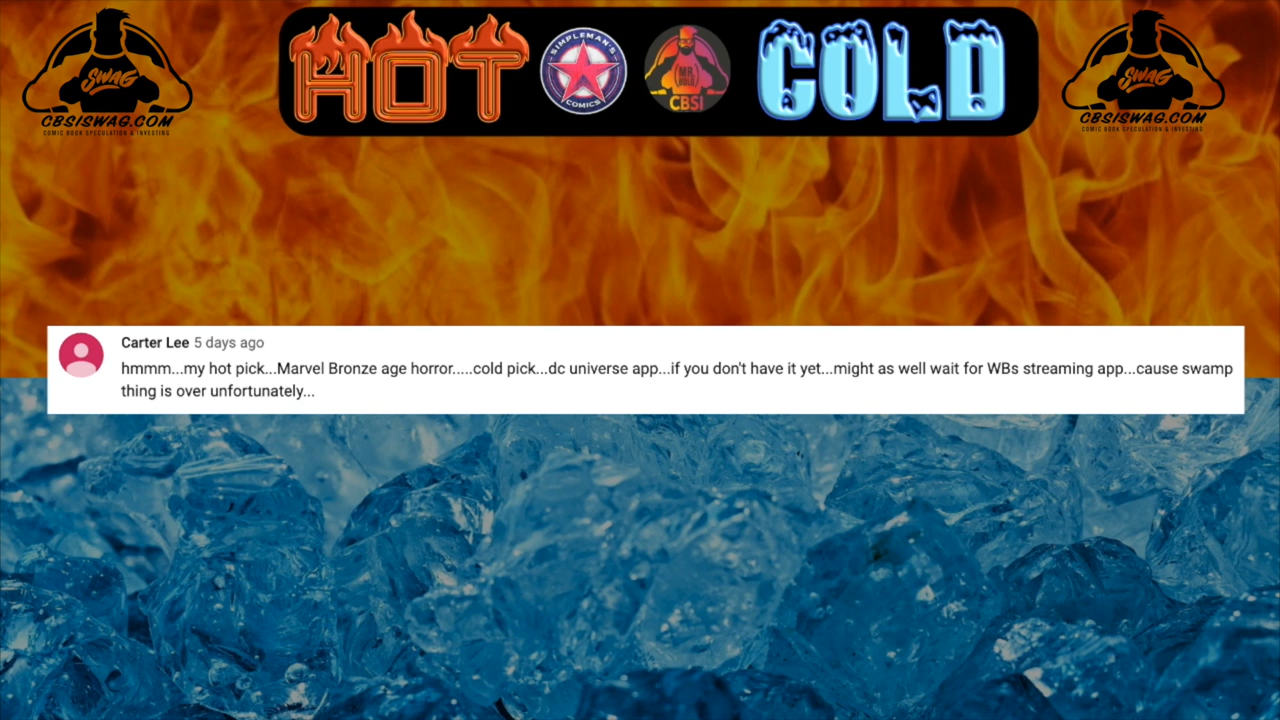 SWAG
CBSISWAG.COM
COMIC BOOK SPECULATION & INVESTING
HOT
SIMPLEMAN'S
COMICS
MR.
BOLO
CBSI
COLD
SWAG
CBSISWAG.COM
COMIC BOOK SPECULATION & INVESTING
Carter Lee 5 days ago
hmmm...my hot pick...Marvel Bronze age horror.....cold pick...dc universe app...if you don't have it yet...might as well wait for WBs streaming app...cause swamp
thing is over unfortunately...